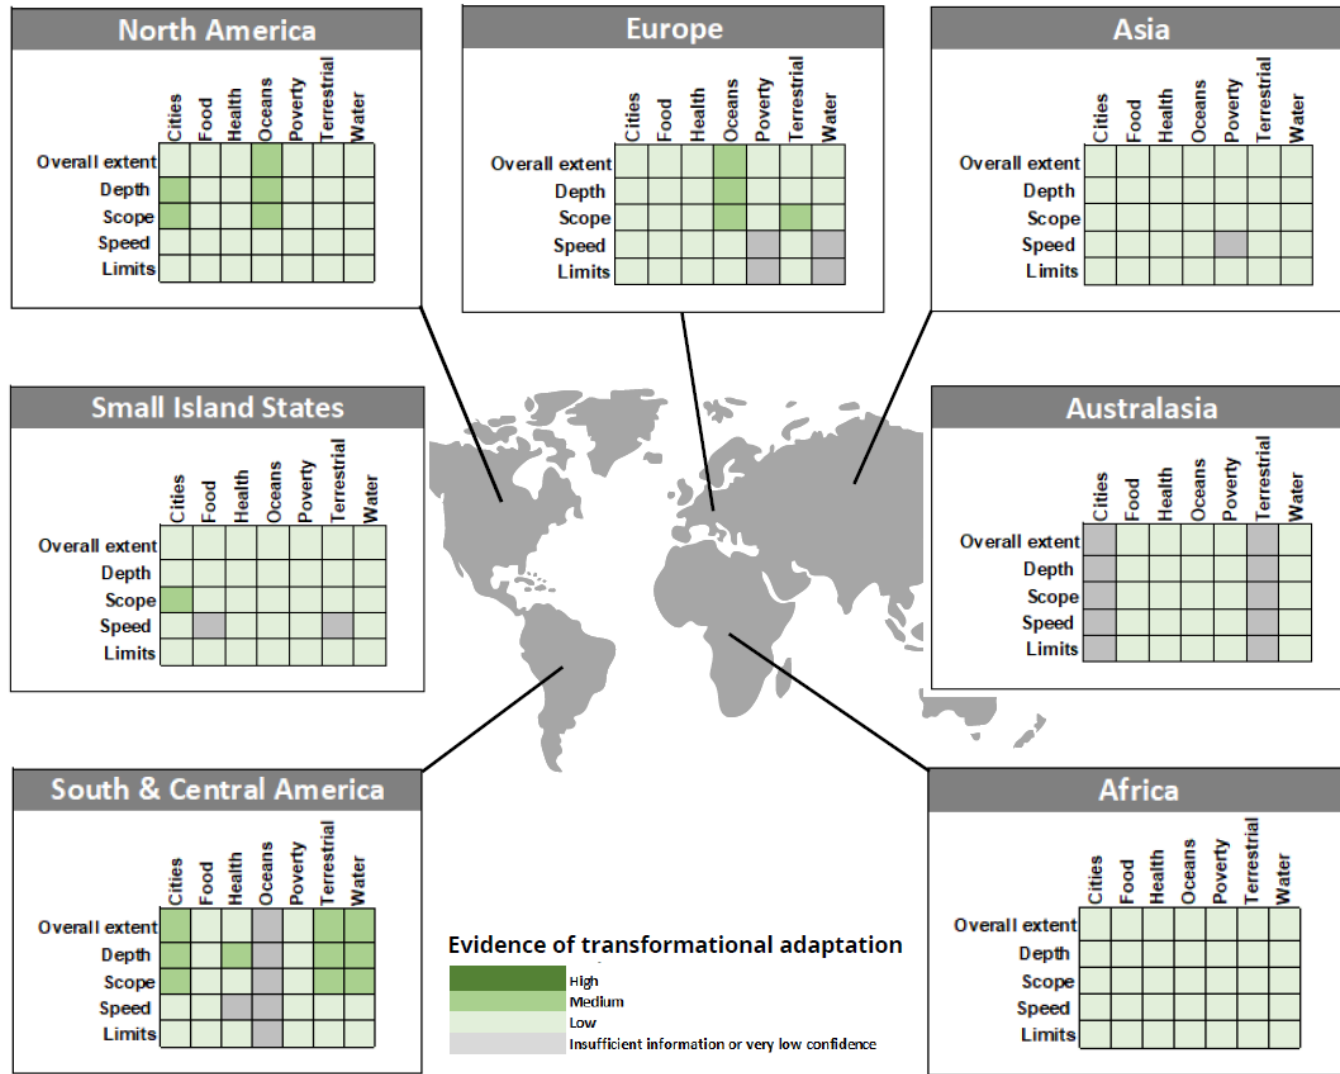 North America
Cities Food Health Oceans Poverty Terrestrial Water
Overall extent
Depth
Scope
Speed
Limits
Europe
Cities Food Health Oceans Poverty Terrestrial Water
Overall extent
Depth
Scope
Speed
Limits
Asia
Cities Food Health Oceans Poverty Terrestrial Water
Overall extent
Depth
Scope
Speed
Limits
Small Island States
Cities Food Health Oceans Poverty Terrestrial Water
Overall extent
Depth
Scope
Speed
Limits
Australasia
Cities Food Health Oceans Poverty Terrestrial Water
Overall extent
Depth
Scope
Speed
Limits
South & Central America
Cities Food Health Oceans Poverty Terrestrial Water
Overall extent
Depth
Scope
Speed
Limits
Evidence of transformational adaptation
High
Medium
Low
Insufficient information or very low confidence
Africa
Cities Food Health Oceans Poverty Terrestrial Water
Overall extent
Depth
Scope
Speed
Limits